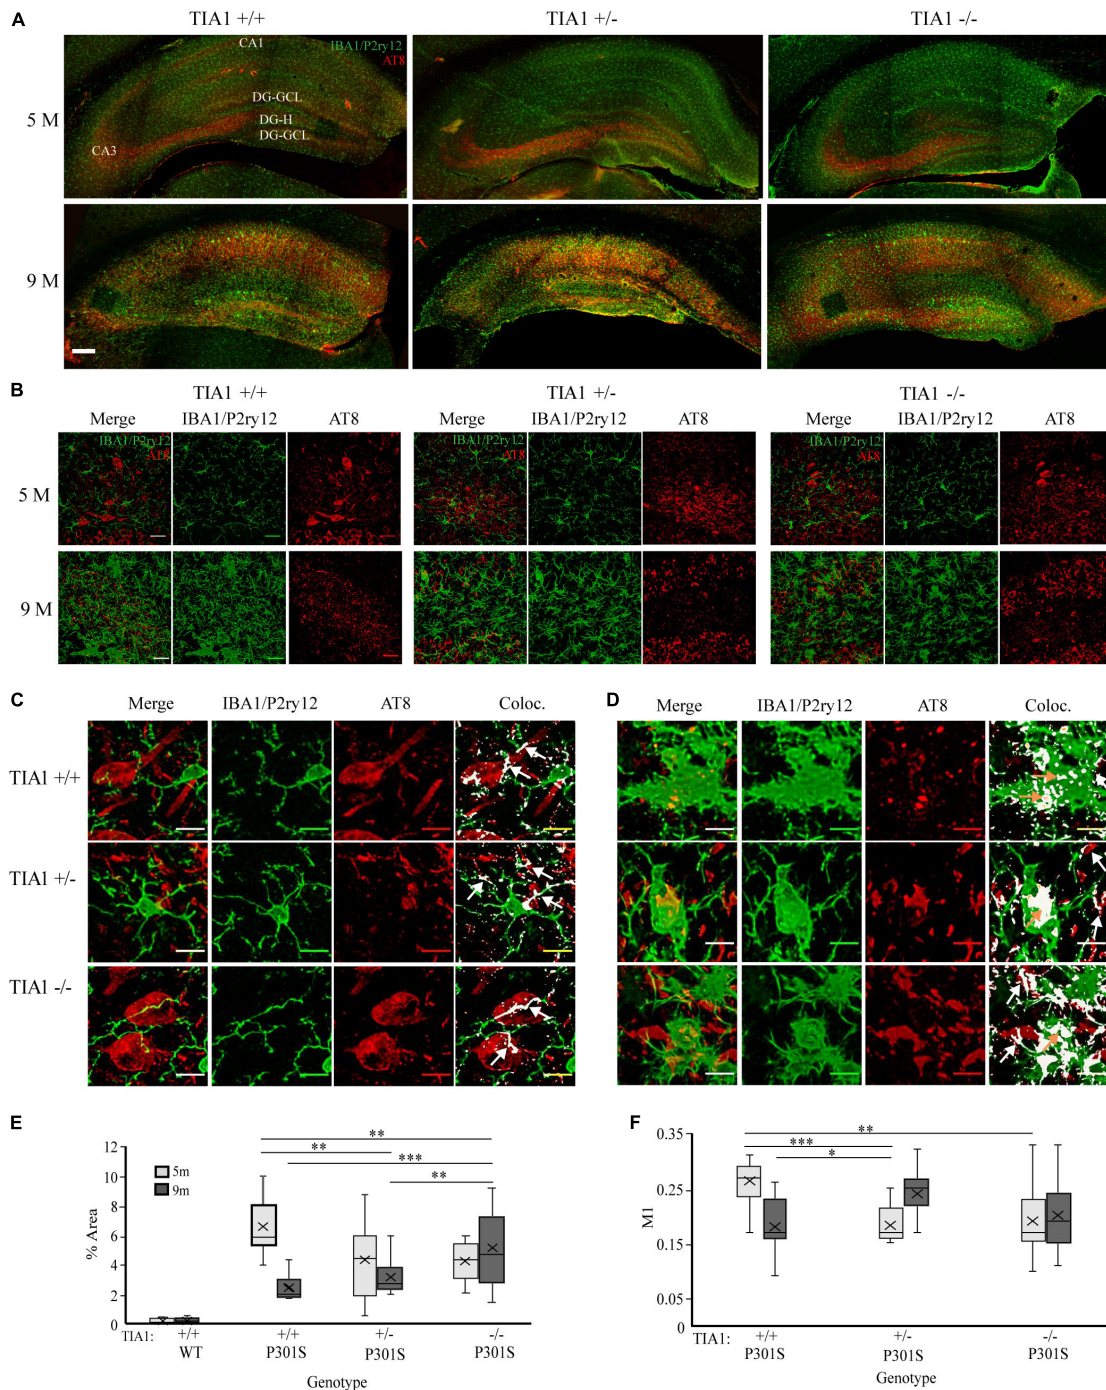 A
TIA1 +/+ TIA1 +/- TIA1 -/-
5 M
CA1
IBA1/P2ry12
AT8
DG-GCL
DG-H
DG-GCL
CA3
9 M
B
TIA1 +/+ TIA1 +/- TIA1 -/-
Merge IBA1/P2ry12 AT8 Merge IBA1/P2ry12 AT8 Merge IBA1/P2ry12 AT8
IBA1/P2ry12 IBA1/P2ry12 IBA1/P2ry12
AT8 AT8 AT8
5 M
9 M
C
Merge IBA1/P2ry12 AT8 Coloc.
TIA1 +/+
TIA1 +/-
TIA1 -/-
D
Merge IBA1/P2ry12 AT8 Coloc.
E
** 
**
***
**
12
10
8
6
4
2
0
% Area
5m
9m
TIA1: +/+ +/+ +/- -/-
WT P301S P301S P301S
Genotype
F
**
***
*
0.35
0.25
0.15
0.05
M1
TIA1: +/+ +/- -/-
P301S P301S P301S
Genotype